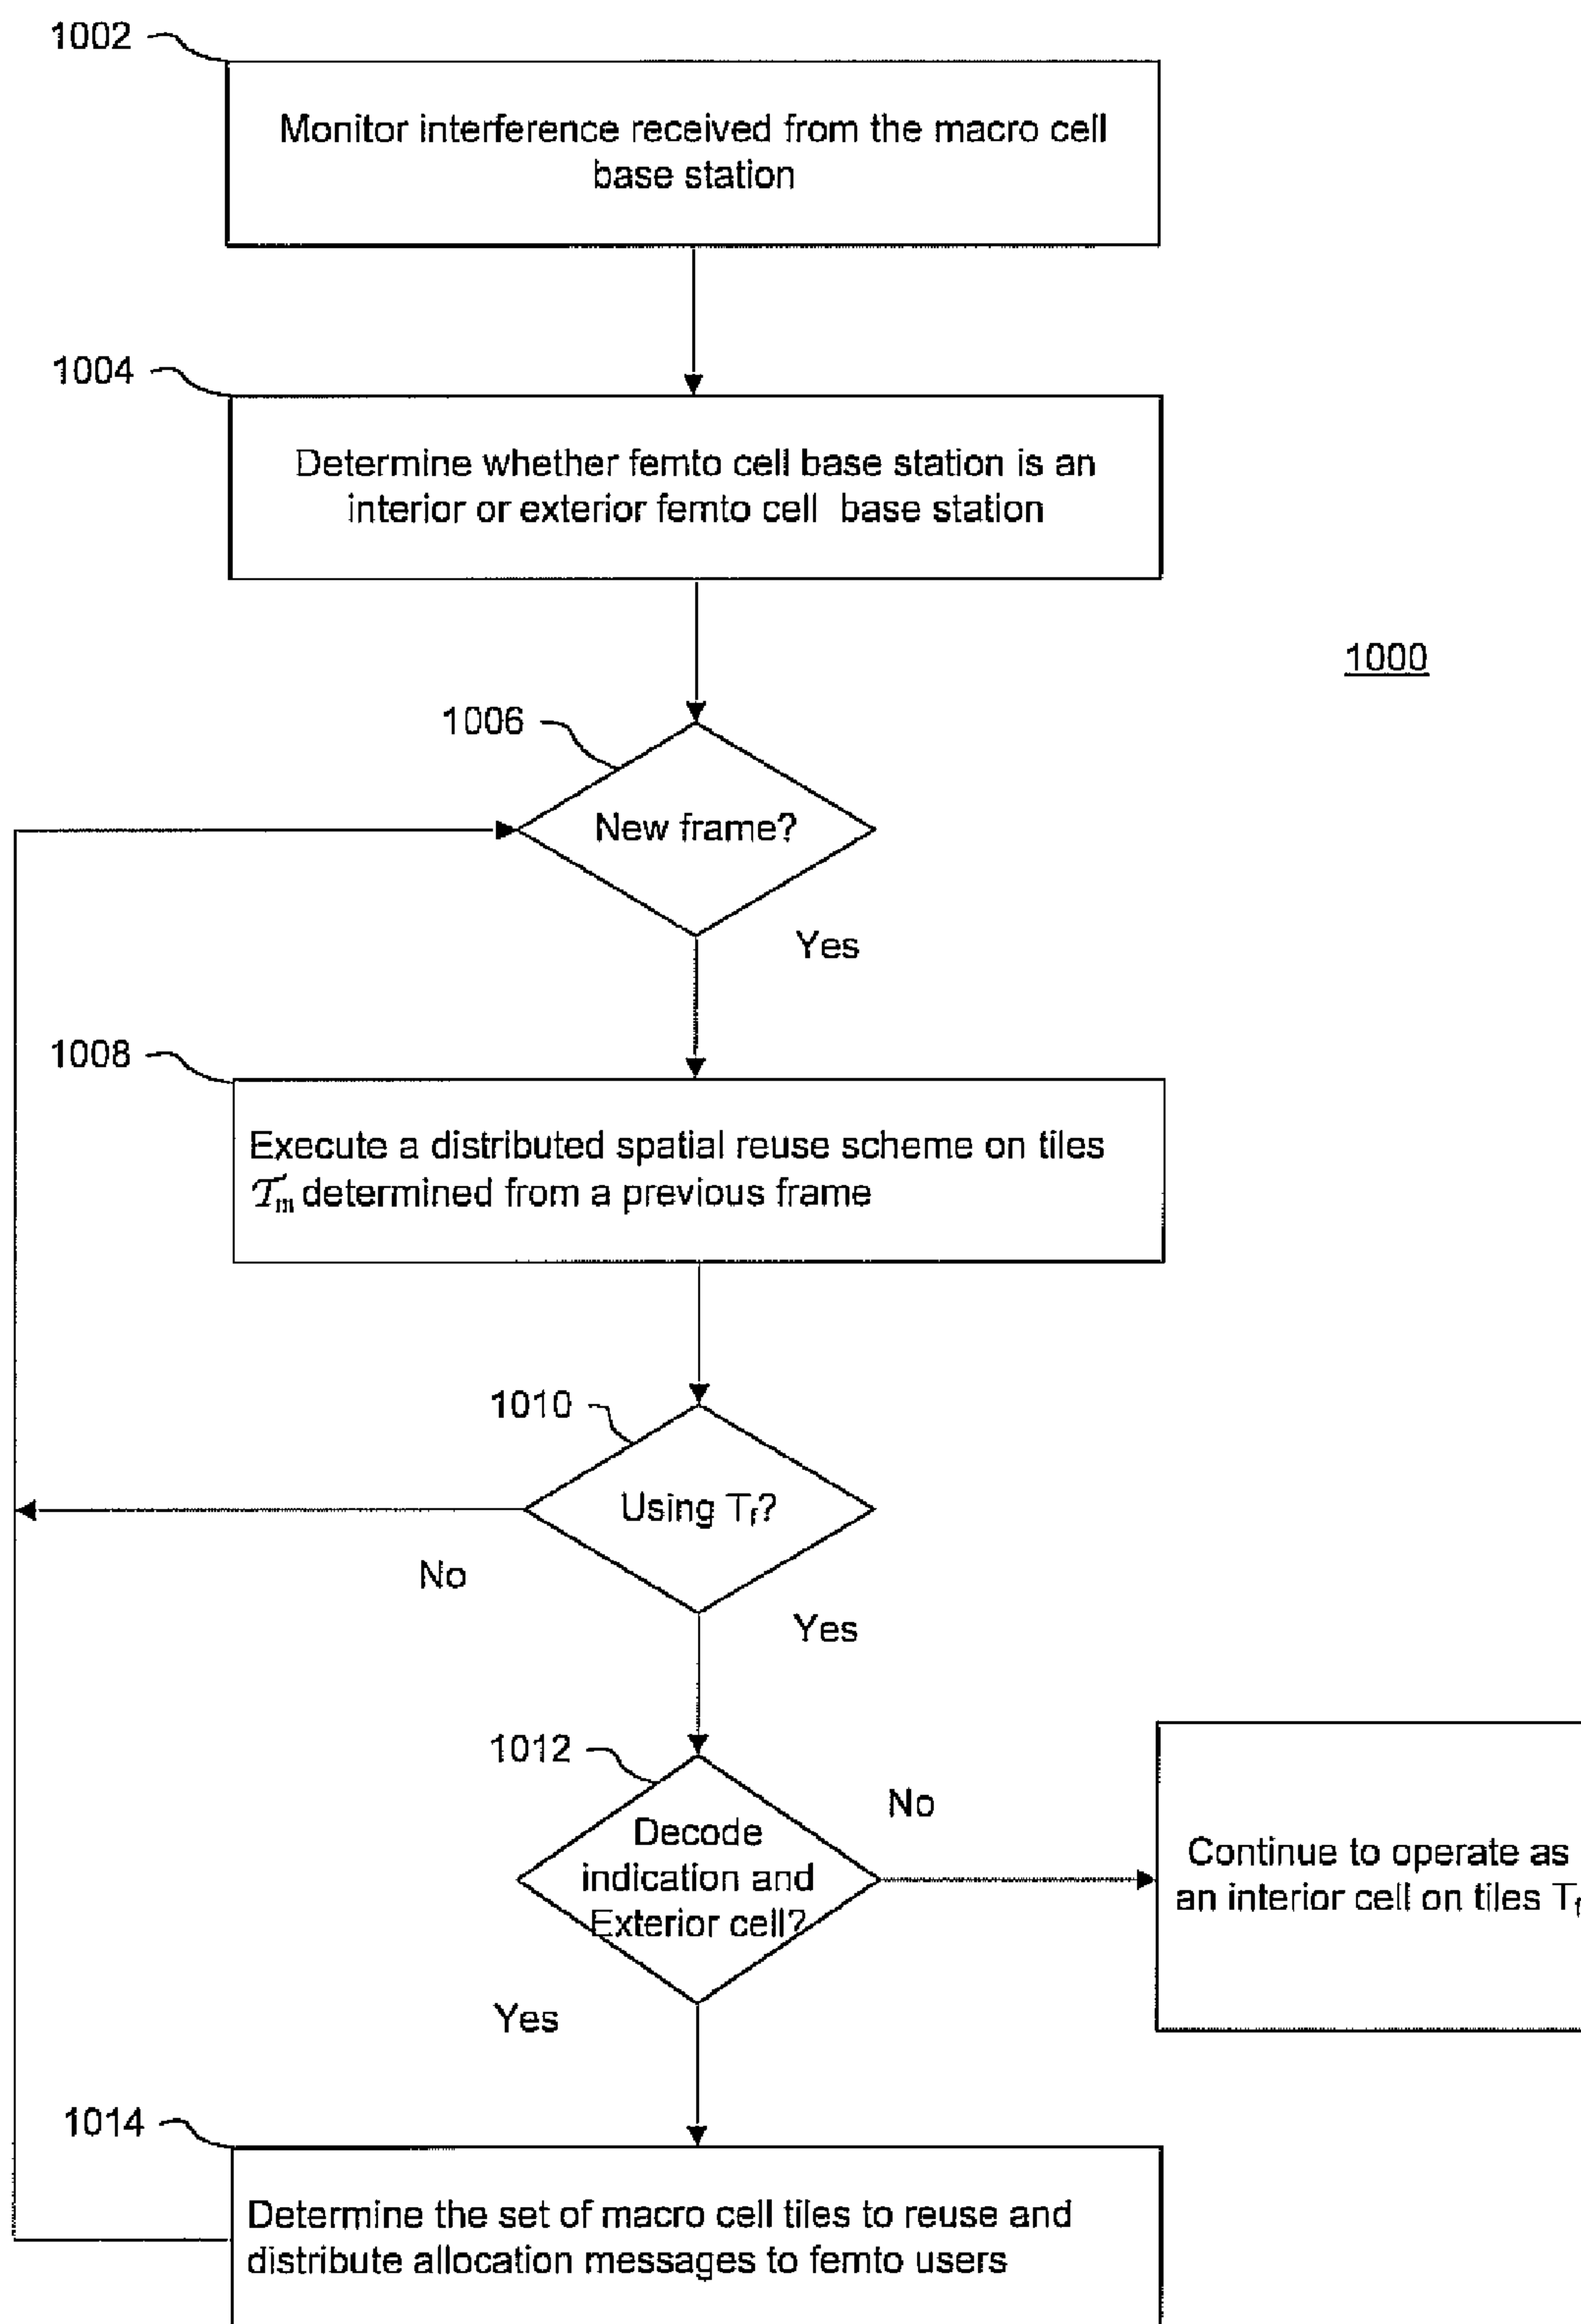 1002
Monitor interference received from the macro cell
base station
1004
Determine whether femto cell base station is an
interior or exterior femto cell base station
1000
1006
New frame?
Yes
1008
Execute a distributed spatial reuse scheme on tiles
𝒯m determined from a previous frame
1010
Using Tf?
No
Yes
1012
Decode
indication and
Exterior cell?
No
Continue to operate as
an interior cell on tiles Tf
Yes
1014
Determine the set of macro cell tiles to reuse and
distribute allocation messages to femto users